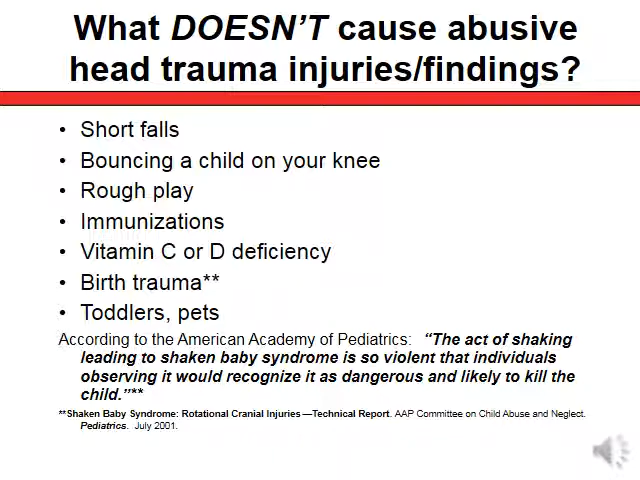 What DOESN'T cause abusive
head trauma injuries/findings?
• Short falls
• Bouncing a child on your knee
• Rough play
• Immunizations
• Vitamin C or D deficiency
• Birth trauma**
• Toddlers, pets
According to the American Academy of Pediatrics: “The act of shaking
leading to shaken baby syndrome is so violent that individuals
observing it would recognize it as dangerous and likely to kill the
child.”**
**Shaken Baby Syndrome: Rotational Cranial Injuries—Technical Report. AAP Committee on Child Abuse and Neglect.
Pediatrics. July 2001.